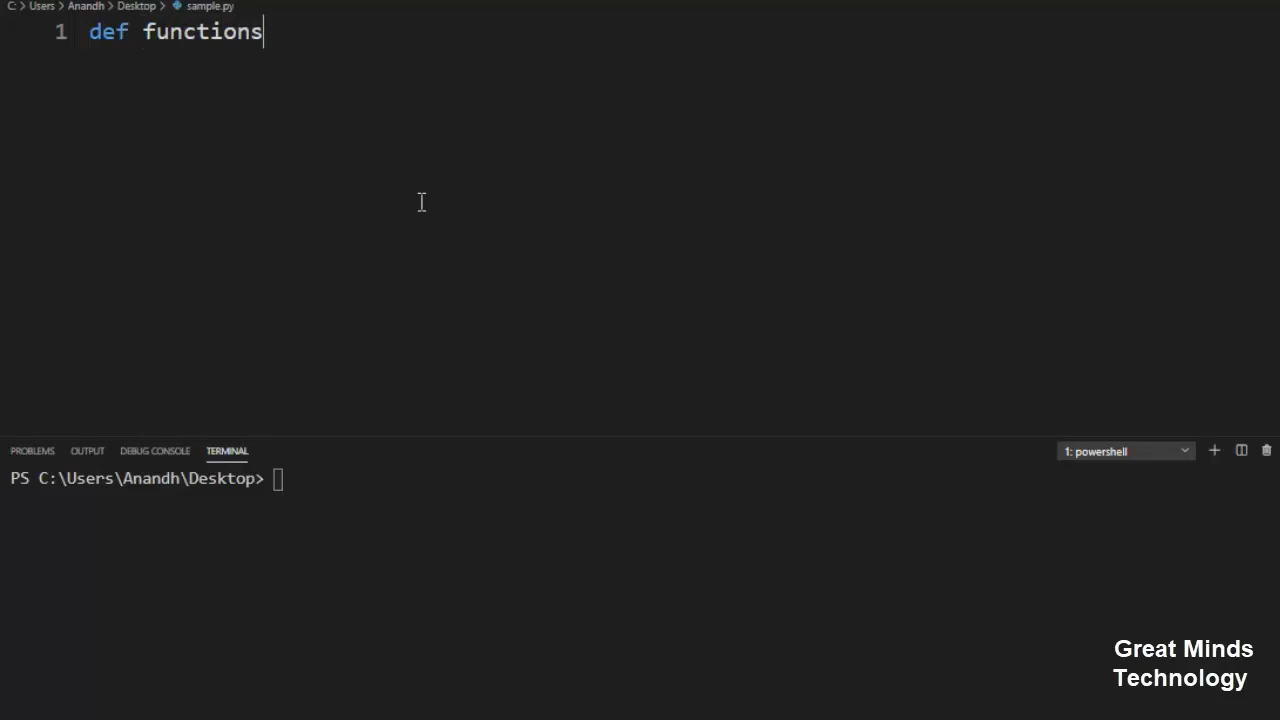 C: > Users > Anandh > Desktop > sample.py
1 def functions
PROBLEMS OUTPUT DEBUG CONSOLE TERMINAL 1: powershell
PS C:\Users\Anandh\Desktop>
Great Minds
Technology